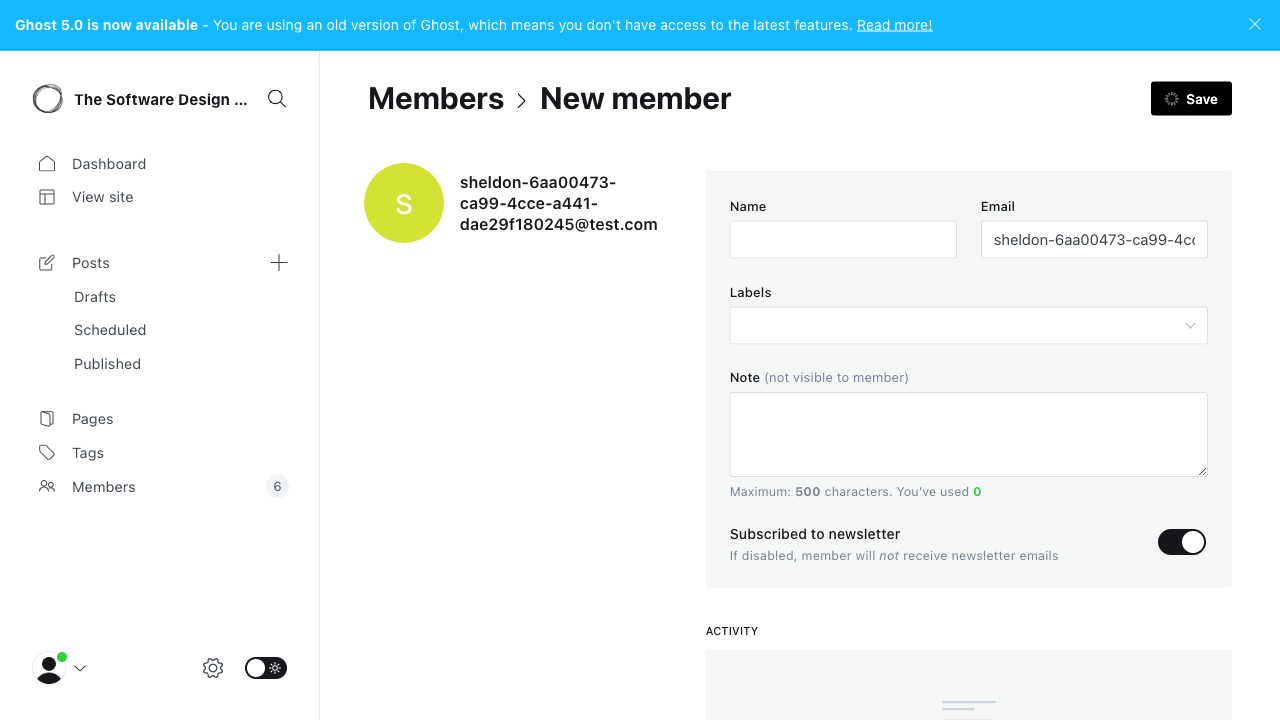 Ghost 5.0 is now available - You are using an old version of Ghost, which means you don't have access to the latest features. Read more!
The Software Design ...
Dashboard
View site
Posts
Drafts
Scheduled
Published
Pages
Tags
Members
6
Members > New member
Save
S
sheldon-6aa00473-
ca99-4cce-a441-
dae29f180245@test.com
Name
Email
sheldon-6aa00473-ca99-4cc
Labels
Note (not visible to member)
Maximum: 500 characters. You've used 0
Subscribed to newsletter
If disabled, member will not receive newsletter emails
ACTIVITY